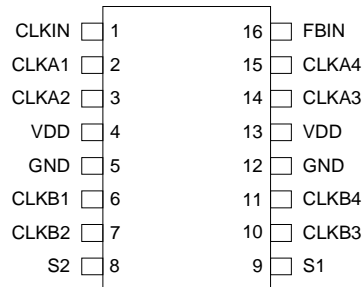 CLKIN 1 16 FBIN
CLKA1 2 15 CLKA4
CLKA2 3 14 CLKA3
VDD 4 13 VDD
GND 5 12 GND
CLKB1 6 11 CLKB4
CLKB2 7 10 CLKB3
S2 8 9 S1